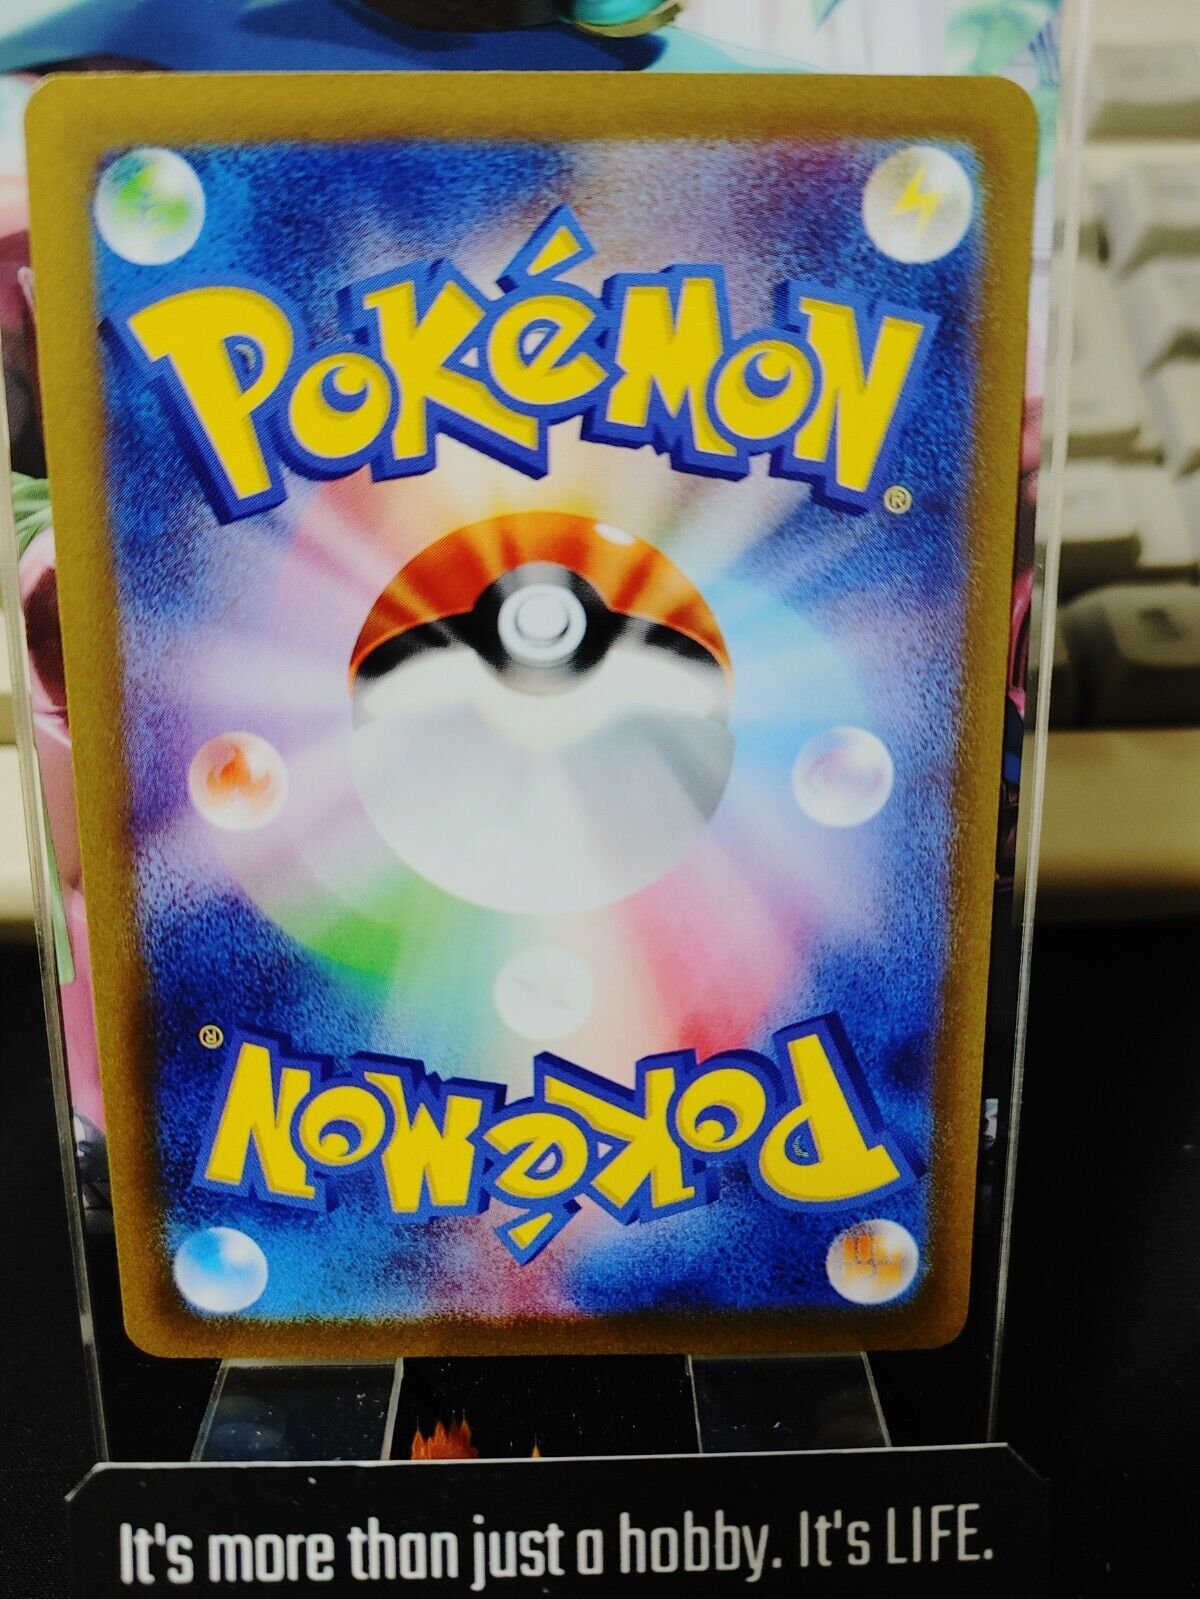 POKéMON®
POKéMON®
It's more than just a hobby. It's LIFE.